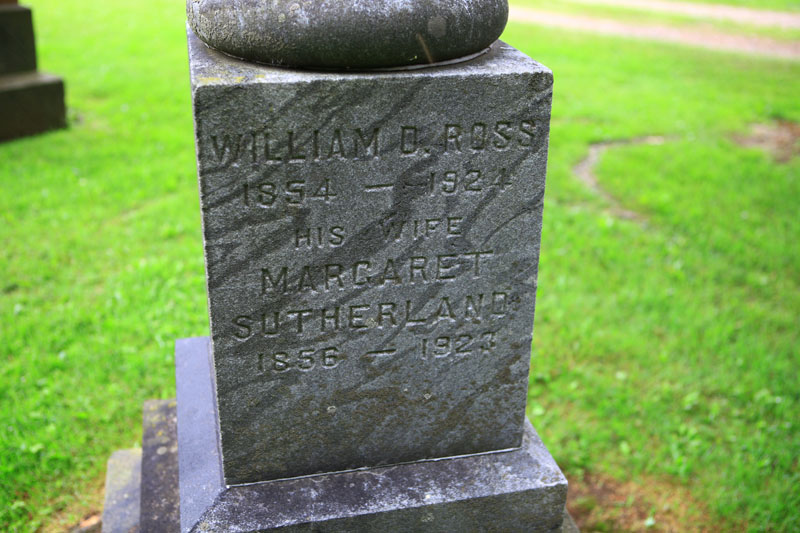 WILLIAM D. ROSS
1854 — 1924
HIS WIFE
MARGARET
SUTHERLAND
1856 — 1923